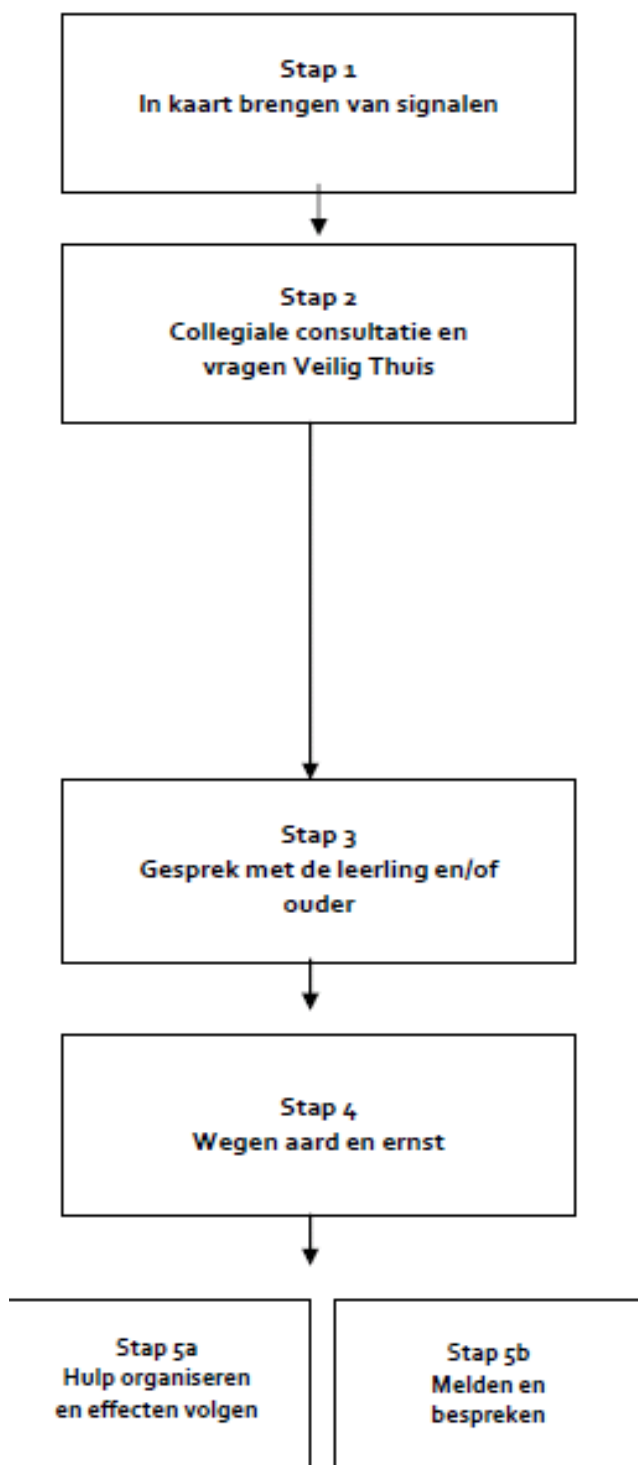 Stap 1
In kaart brengen van signalen
Stap 2
Collegiale consultatie en
vragen Veilig Thuis
Stap 3
Gesprek met de leerling en/of
ouder
Stap 4
Wegen aard en ernst
Stap 5a
Hulp organiseren
en effecten volgen
Stap 5b
Melden en
bespreken